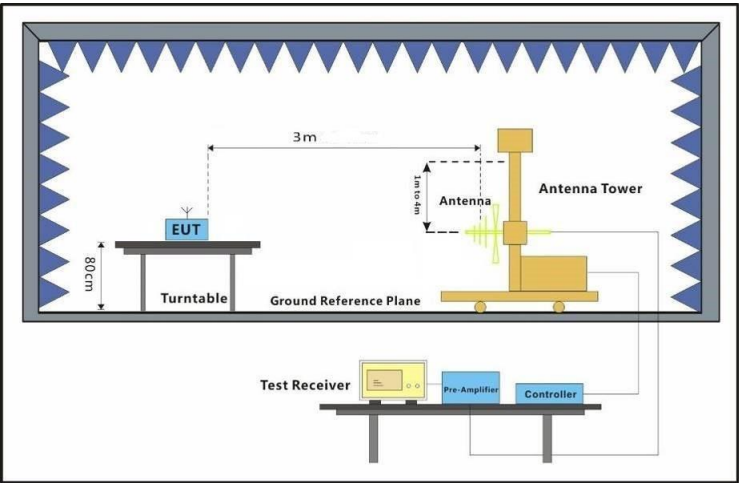 3m
1m to 4m
Antenna
Antenna Tower
EUT
80cm
Turntable
Ground Reference Plane
Test Receiver
Pre-Amplifier
Controller